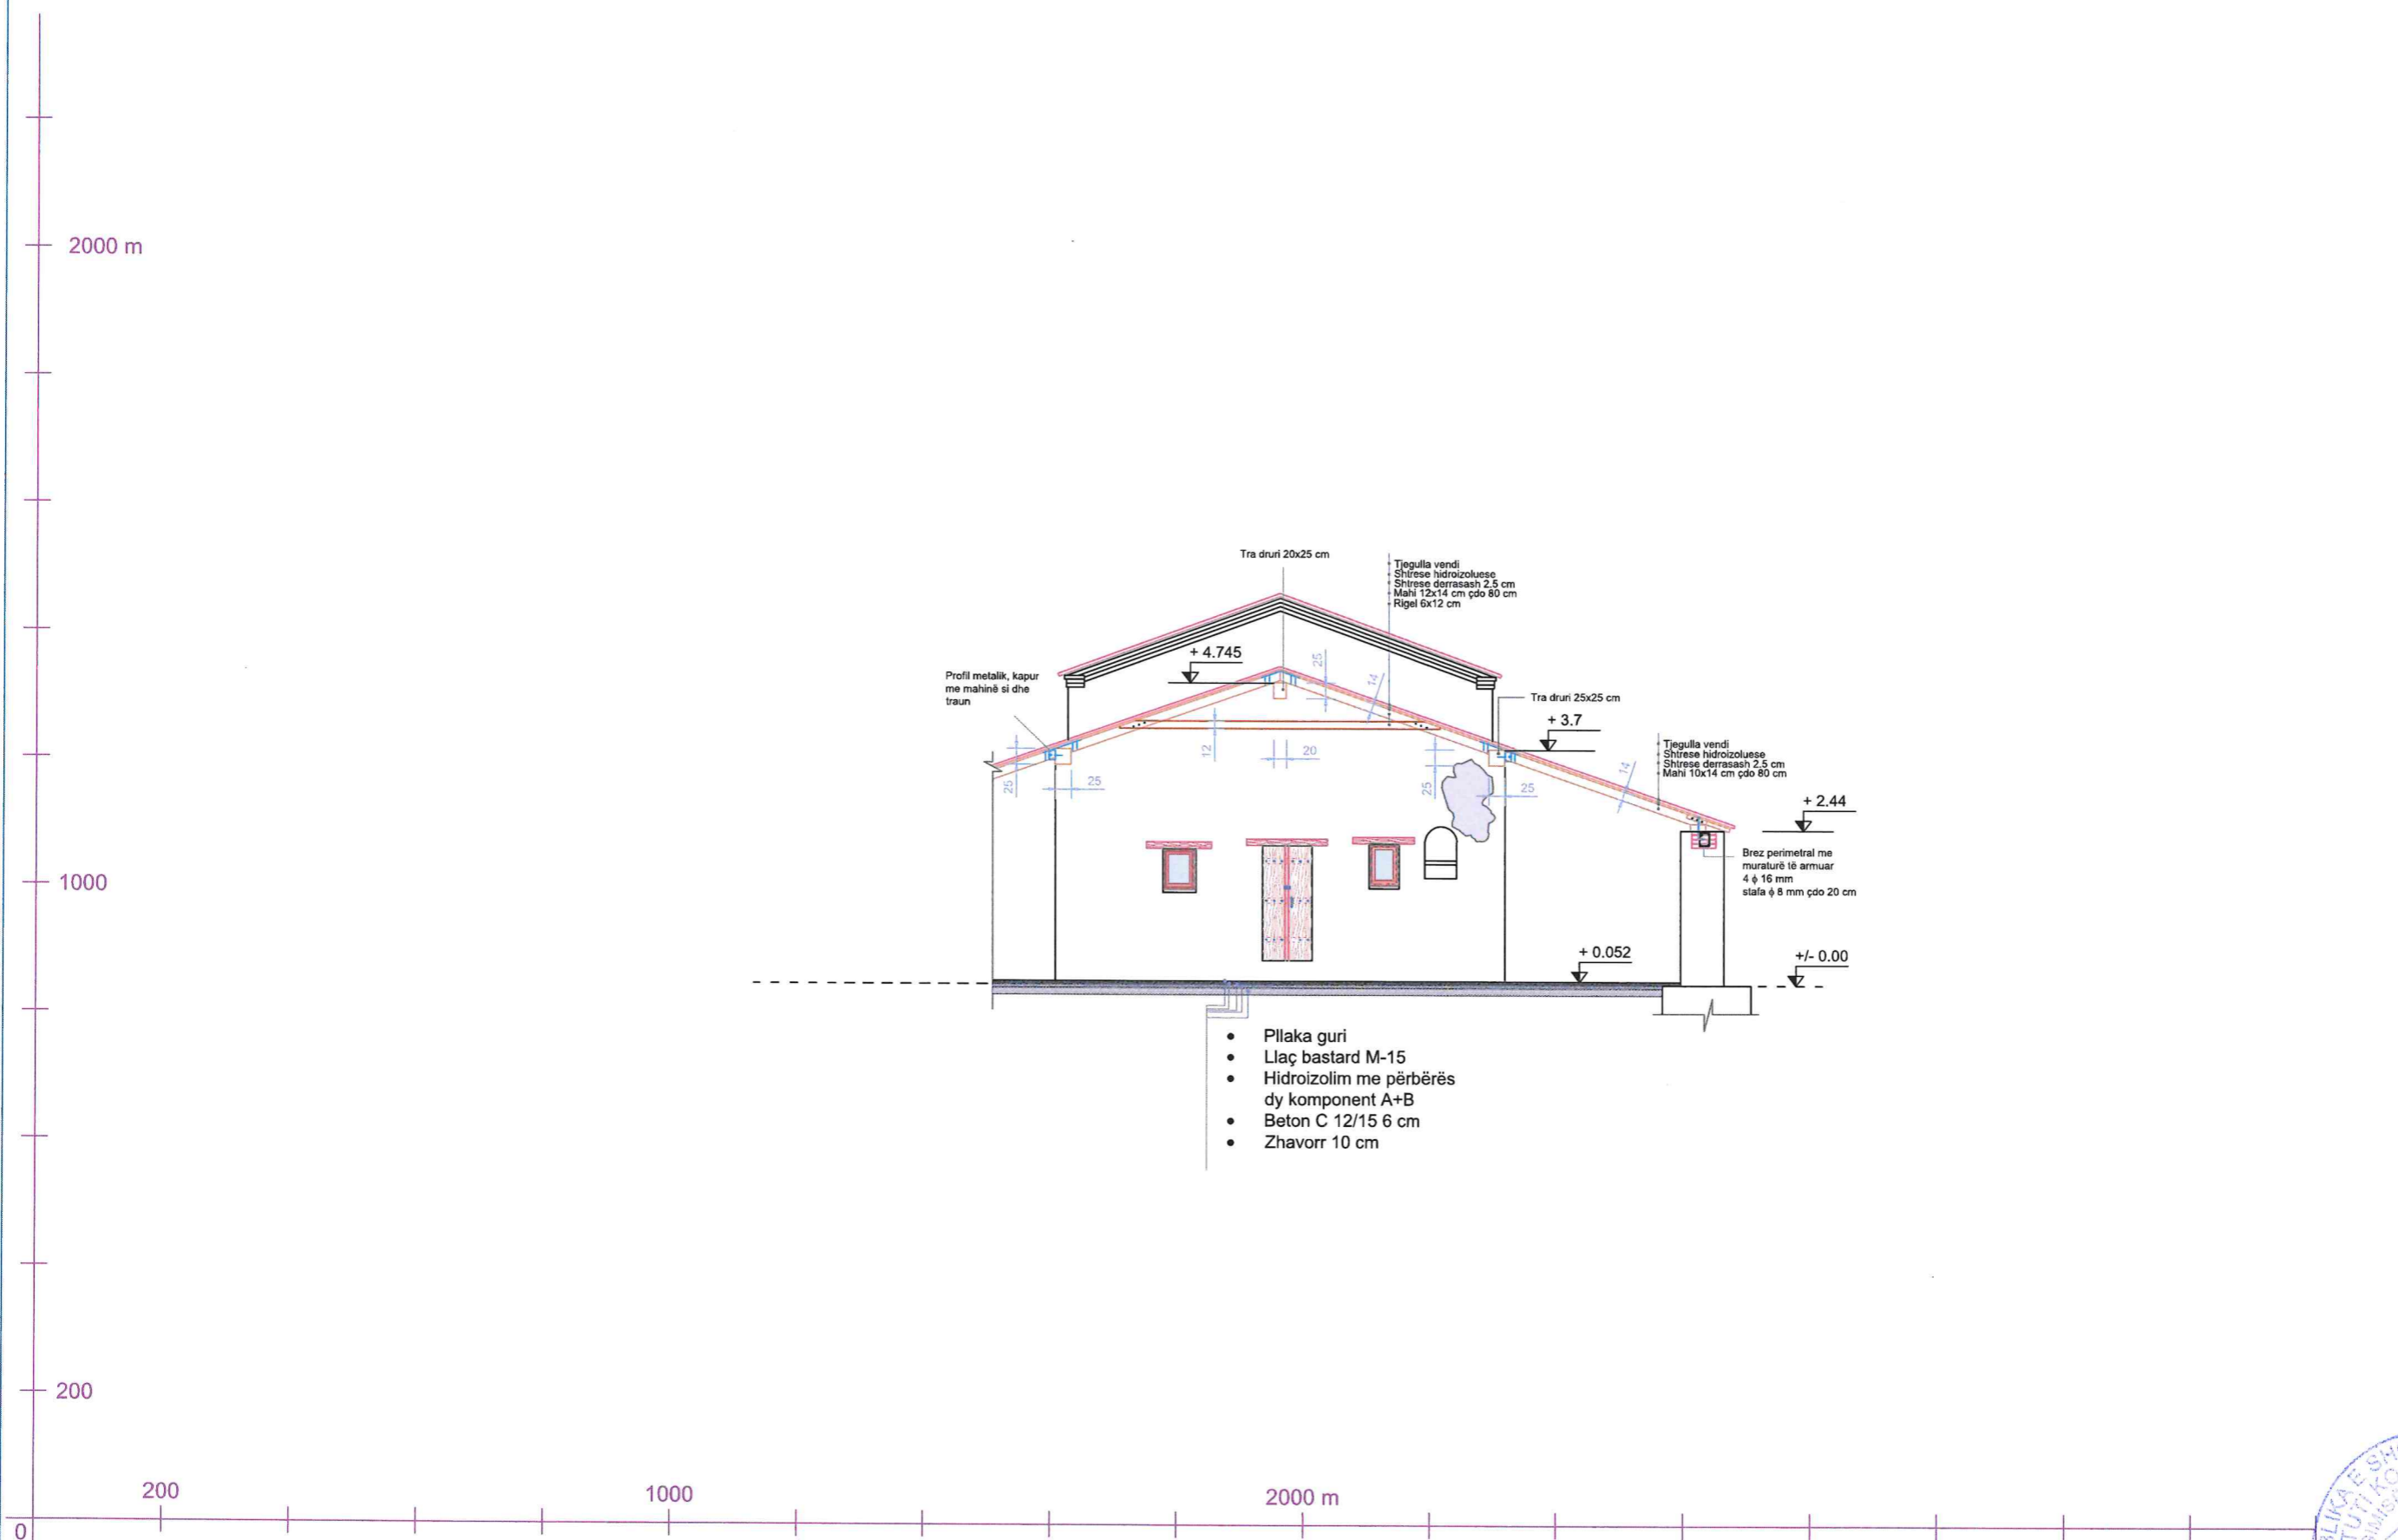 2000 m
Tra druri 20x25 cm
Tjegulla vendi
Shtrese hidroizoluese
Shtrese derrasash 2.5 cm
Mahi 12x14 cm çdo 80 cm
Rigel 6x12 cm
+ 4.745
25
14
Profil metalik, kapur
me mahinë si dhe
traun
Tra druri 25x25 cm
+ 3.7
12
20
25
25
25
25
14
Tjegulla vendi
Shtrese hidroizoluese
Shtrese derrasash 2.5 cm
Mahi 10x14 cm çdo 80 cm
+ 2.44
Brez perimetral me
muraturë të armuar
4 ϕ 16 mm
stafa ϕ 8 mm çdo 20 cm
1000
+ 0.052
+/- 0.00
• Pllaka guri
• Llaç bastard M-15
• Hidroizolim me përbërës
dy komponent A+B
• Beton C 12/15 6 cm
• Zhavorr 10 cm
200
200
1000
2000 m
0